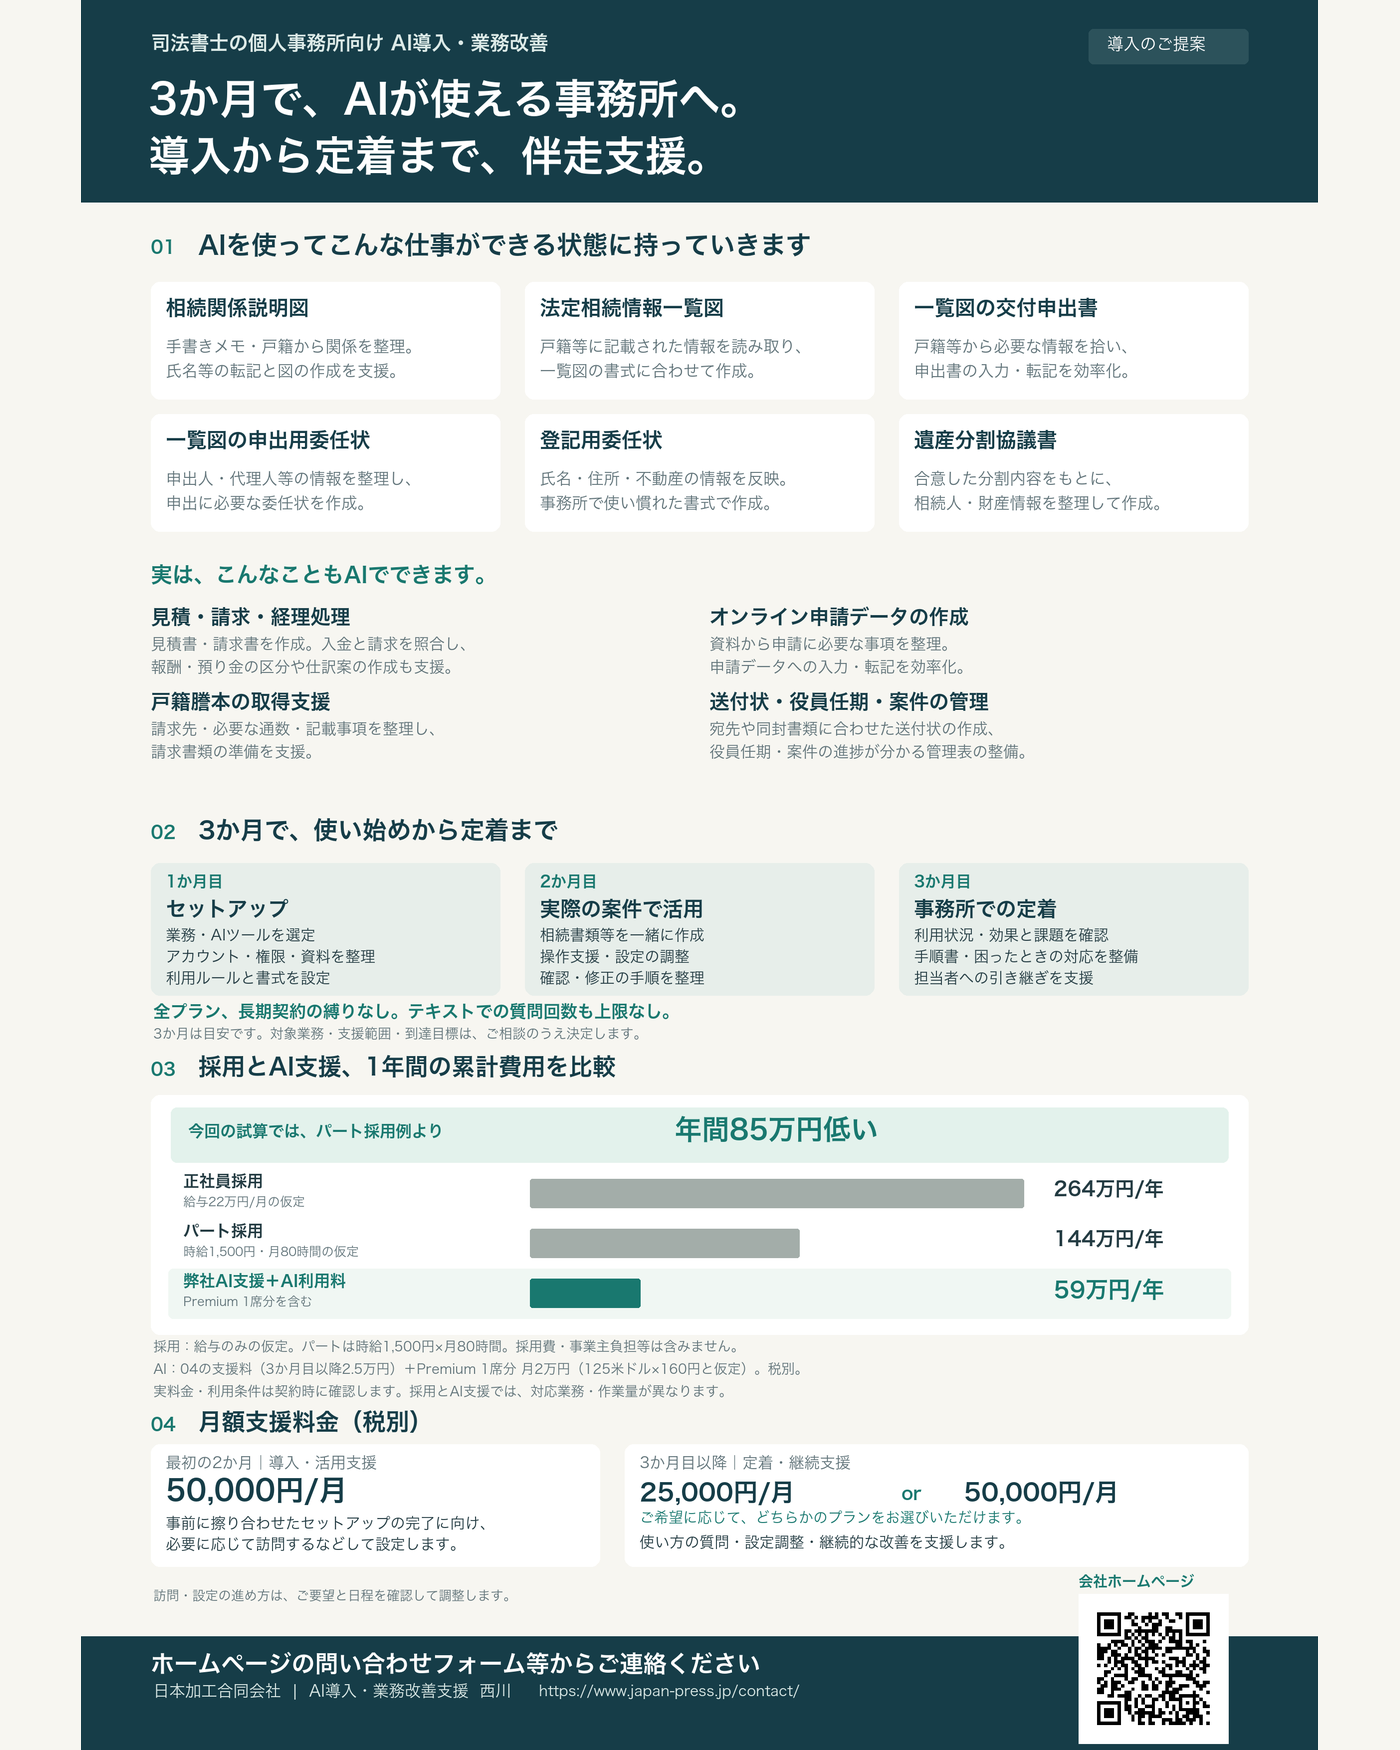 司法書士の個人事務所向け AI導入・業務改善
導入のご提案
3か月で、AIが使える事務所へ。
導入から定着まで、伴走支援。
01 AIを使ってこんな仕事ができる状態に持っていきます
相続関係説明図
手書きメモ・戸籍から関係を整理。
氏名等の転記と図の作成を支援。
法定相続情報一覧図
戸籍等に記載された情報を読み取り、
一覧図の書式に合わせて作成。
一覧図の交付申出書
戸籍等から必要な情報を拾い、
申出書の入力・転記を効率化。
一覧図の申出用委任状
申出人・代理人等の情報を整理し、
申出に必要な委任状を作成。
登記用委任状
氏名・住所・不動産の情報を反映。
事務所で使い慣れた書式で作成。
遺産分割協議書
合意した分割内容をもとに、
相続人・財産情報を整理して作成。
実は、こんなこともAIでできます。
見積・請求・経理処理
見積書・請求書を作成。入金と請求を照合し、
報酬・預り金の区分や仕訳案の作成も支援。
オンライン申請データの作成
資料から申請に必要な事項を整理。
申請データへの入力・転記を効率化。
戸籍謄本の取得支援
請求先・必要な通数・記載事項を整理し、
請求書類の準備を支援。
送付状・役員任期・案件の管理
宛先や同封書類に合わせた送付状の作成、
役員任期・案件の進捗が分かる管理表の整備。
02 3か月で、使い始めから定着まで
1か月目
セットアップ
業務・AIツールを選定
アカウント・権限・資料を整理
利用ルールと書式を設定
2か月目
実際の案件で活用
相続書類等を一緒に作成
操作支援・設定の調整
確認・修正の手順を整理
3か月目
事務所での定着
利用状況・効果と課題を確認
手順書・困ったときの対応を整備
担当者への引き継ぎを支援
全プラン、長期契約の縛りなし。テキストでの質問回数も上限なし。
3か月は目安です。対象業務・支援範囲・到達目標は、ご相談のうえ決定します。
03 採用とAI支援、1年間の累計費用を比較
今回の試算では、パート採用例より 年間85万円低い
正社員採用
給与22万円/月の仮定
264万円/年
パート採用
時給1,500円・月80時間の仮定
144万円/年
弊社AI支援＋AI利用料
Premium 1席分を含む
59万円/年
採用：給与のみの仮定。パートは時給1,500円×月80時間。採用費・事業主負担等は含みません。
AI：04の支援料（3か月目以降2.5万円）＋Premium 1席分 月2万円（125米ドル×160円と仮定）。税別。
実料金・利用条件は契約時に確認します。採用とAI支援では、対応業務・作業量が異なります。
04 月額支援料金（税別）
最初の2か月｜導入・活用支援
50,000円/月
事前に擦り合わせたセットアップの完了に向け、
必要に応じて訪問するなどして設定します。
3か月目以降｜定着・継続支援
25,000円/月 or 50,000円/月
ご希望に応じて、どちらかのプランをお選びいただけます。
使い方の質問・設定調整・継続的な改善を支援します。
訪問・設定の進め方は、ご要望と日程を確認して調整します。
会社ホームページ
ホームページの問い合わせフォーム等からご連絡ください
日本加工合同会社 | AI導入・業務改善支援 西川 https://www.japan-press.jp/contact/